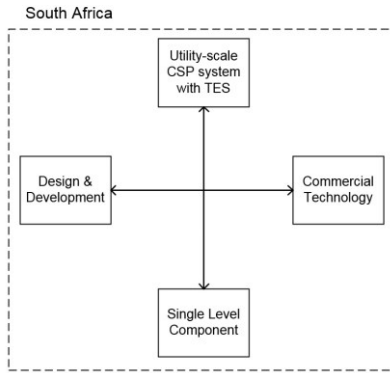 South Africa
Utility-scale
CSP system
with TES
Design &
Development
Commercial
Technology
Single Level
Component